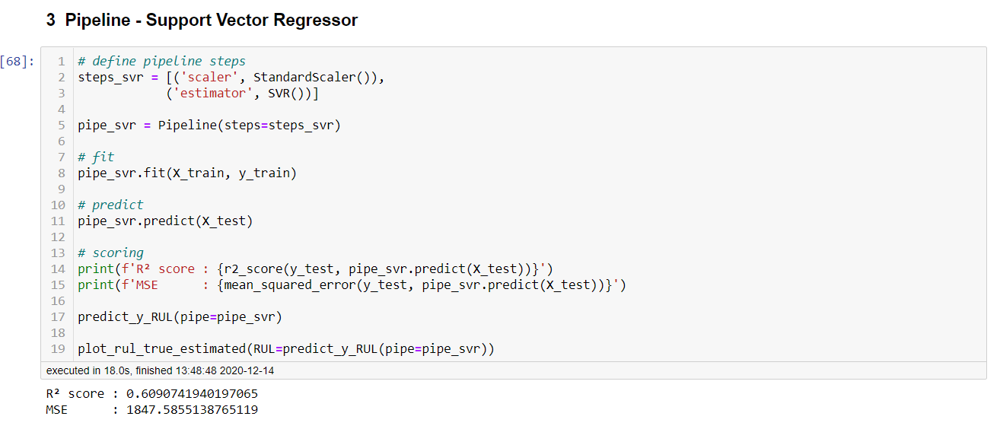 3 Pipeline - Support Vector Regressor
[68]:
1 # define pipeline steps
2 steps_svr = [('scaler', StandardScaler()),
3             ('estimator', SVR())]
4
5 pipe_svr = Pipeline(steps=steps_svr)
6
7 # fit
8 pipe_svr.fit(X_train, y_train)
9
10 # predict
11 pipe_svr.predict(X_test)
12
13 # scoring
14 print(f'R² score : {r2_score(y_test, pipe_svr.predict(X_test))}')
15 print(f'MSE      : {mean_squared_error(y_test, pipe_svr.predict(X_test))}')
16
17 predict_y_RUL(pipe=pipe_svr)
18
19 plot_rul_true_estimated(RUL=predict_y_RUL(pipe=pipe_svr))
executed in 18.0s, finished 13:48:48 2020-12-14
R² score : 0.6090741940197065
MSE      : 1847.5855138765119